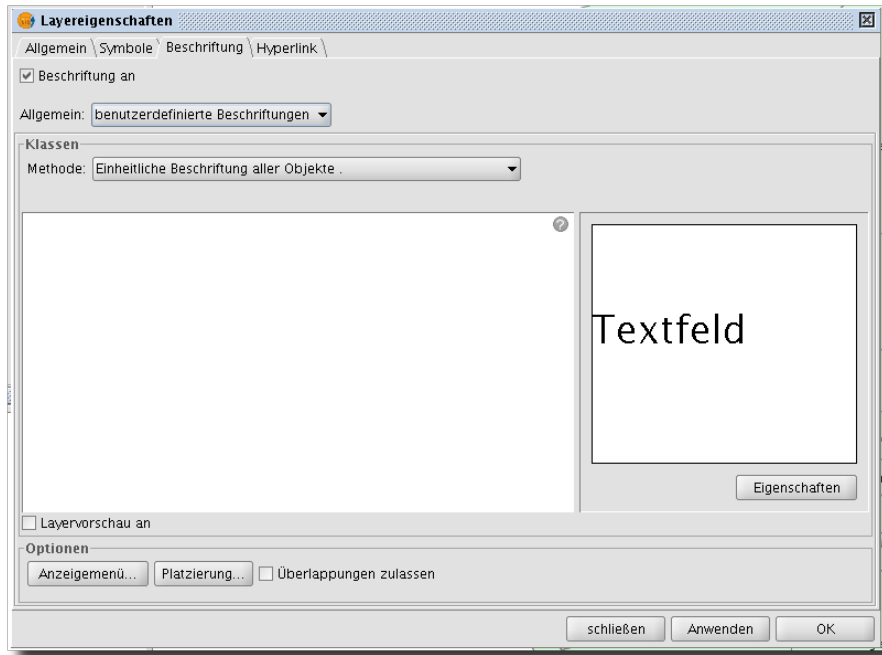 Layereigenschaften
Allgemein Symbole Beschriftung Hyperlink
Beschriftung an
Allgemein: benutzerdefinierte Beschriftungen
Klassen
Methode: Einheitliche Beschriftung aller Objekte .
?
Textfeld
Eigenschaften
Layervorschau an
Optionen
Anzeigemenü... Platzierung... Überlappungen zulassen
schließen Anwenden OK